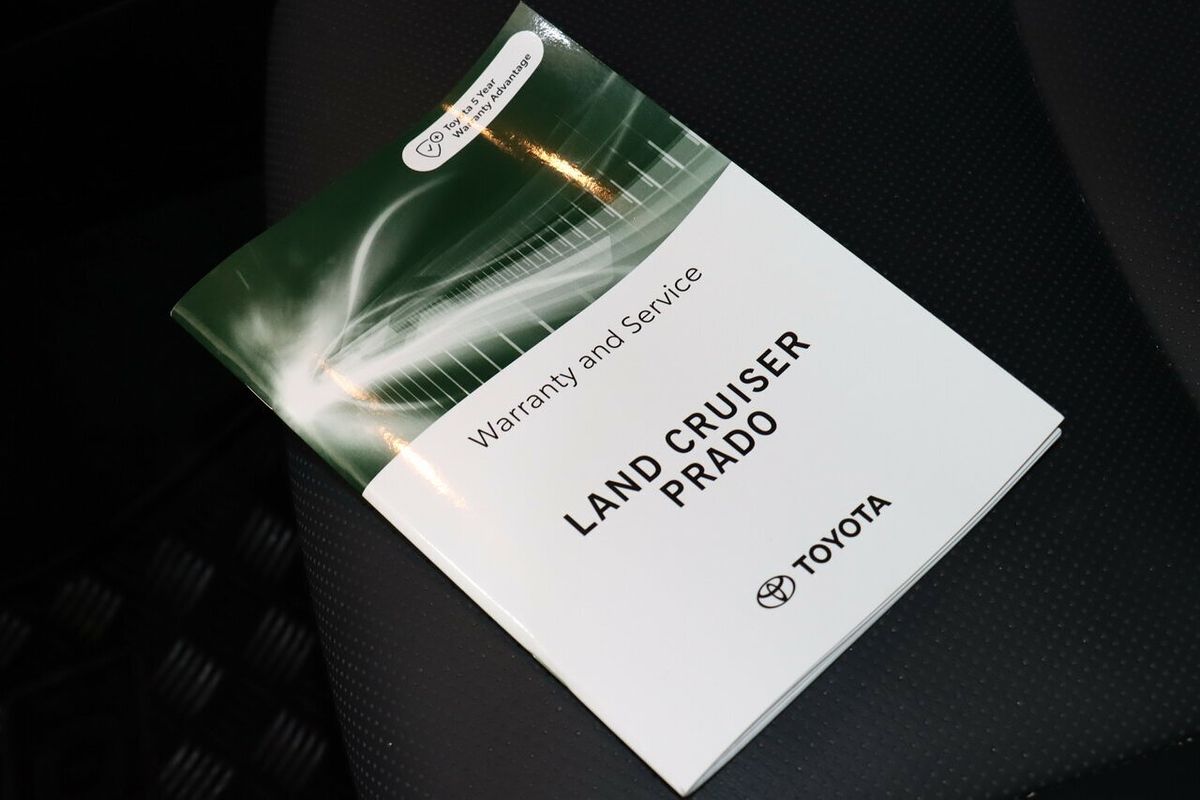 Toyota 5 Year
Warranty Advantage
Warranty and Service
LAND CRUISER
PRADO
TOYOTA